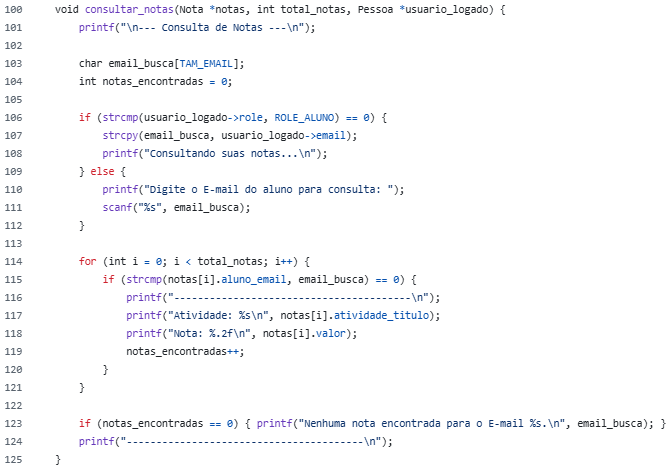 100 void consultar_notas(Nota *notas, int total_notas, Pessoa *usuario_logado) {
101 printf("\n--- Consulta de Notas ---\n");
102
103 char email_busca[TAM_EMAIL];
104 int notas_encontradas = 0;
105
106 if (strcmp(usuario_logado->role, ROLE_ALUNO) == 0) {
107 strcpy(email_busca, usuario_logado->email);
108 printf("Consultando suas notas...\n");
109 } else {
110 printf("Digite o E-mail do aluno para consulta: ");
111 scanf("%s", email_busca);
112 }
113
114 for (int i = 0; i < total_notas; i++) {
115 if (strcmp(notas[i].aluno_email, email_busca) == 0) {
116 printf("----------------------------------------\n");
117 printf("Atividade: %s\n", notas[i].atividade_titulo);
118 printf("Nota: %.2f\n", notas[i].valor);
119 notas_encontradas++;
120 }
121 }
122
123 if (notas_encontradas == 0) { printf("Nenhuma nota encontrada para o E-mail %s.\n", email_busca); }
124 printf("----------------------------------------\n");
125 }